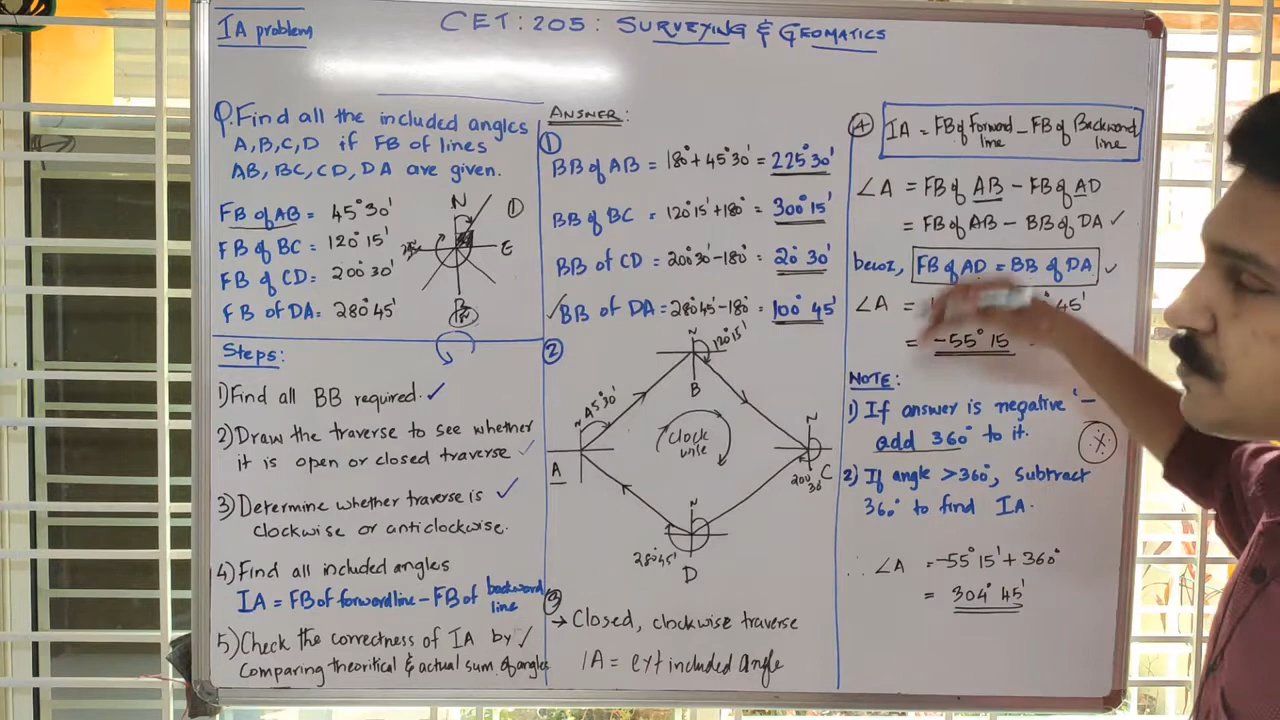 IA problem
CET:205: SURVEYING & GEOMATICS
Q. Find all the included angles
A, B, C, D if FB of lines
AB, BC, CD, DA are given.
FB of AB = 45°30'
FB of BC = 120°15'
FB of CD = 200°30'
FB of DA = 280°45'
N
E
①
Steps:
1) Find all BB required. ✓
2) Draw the traverse to see whether
it is open or closed traverse ✓
3) Determine whether traverse is ✓
clockwise or anticlockwise.
4) Find all included angles
IA = FB of forward line - FB of backward
line
5) Check the correctness of IA by ✓
Comparing theoritical & actual sum of angles
ANSWER:
①
BB of AB = 180° + 45°30' = 225°30'
BB of BC = 120°15' + 180° = 300°15'
BB of CD = 200°30' - 180° = 20°30'
✓ BB of DA = 280°45' - 180° = 100°45'
②
N
120°15'
B
N
45°30'
A
clock
wise
N
200°
30'
C
N
280°45'
D
③
→ Closed, clockwise traverse
IA = ext included angle
④ IA = FB of Forward - FB of Backward
line line
∠A = FB of AB - FB of AD
= FB of AB - BB of DA ✓
becoz, FB of AD = BB of DA ✓
∠A = 45'
= -55°15
NOTE:
1) If answer is negative '-
add 360° to it.
2) If angle >360°, subtract
360° to find IA.
∴ ∠A = -55°15' + 360°
= 304°45'